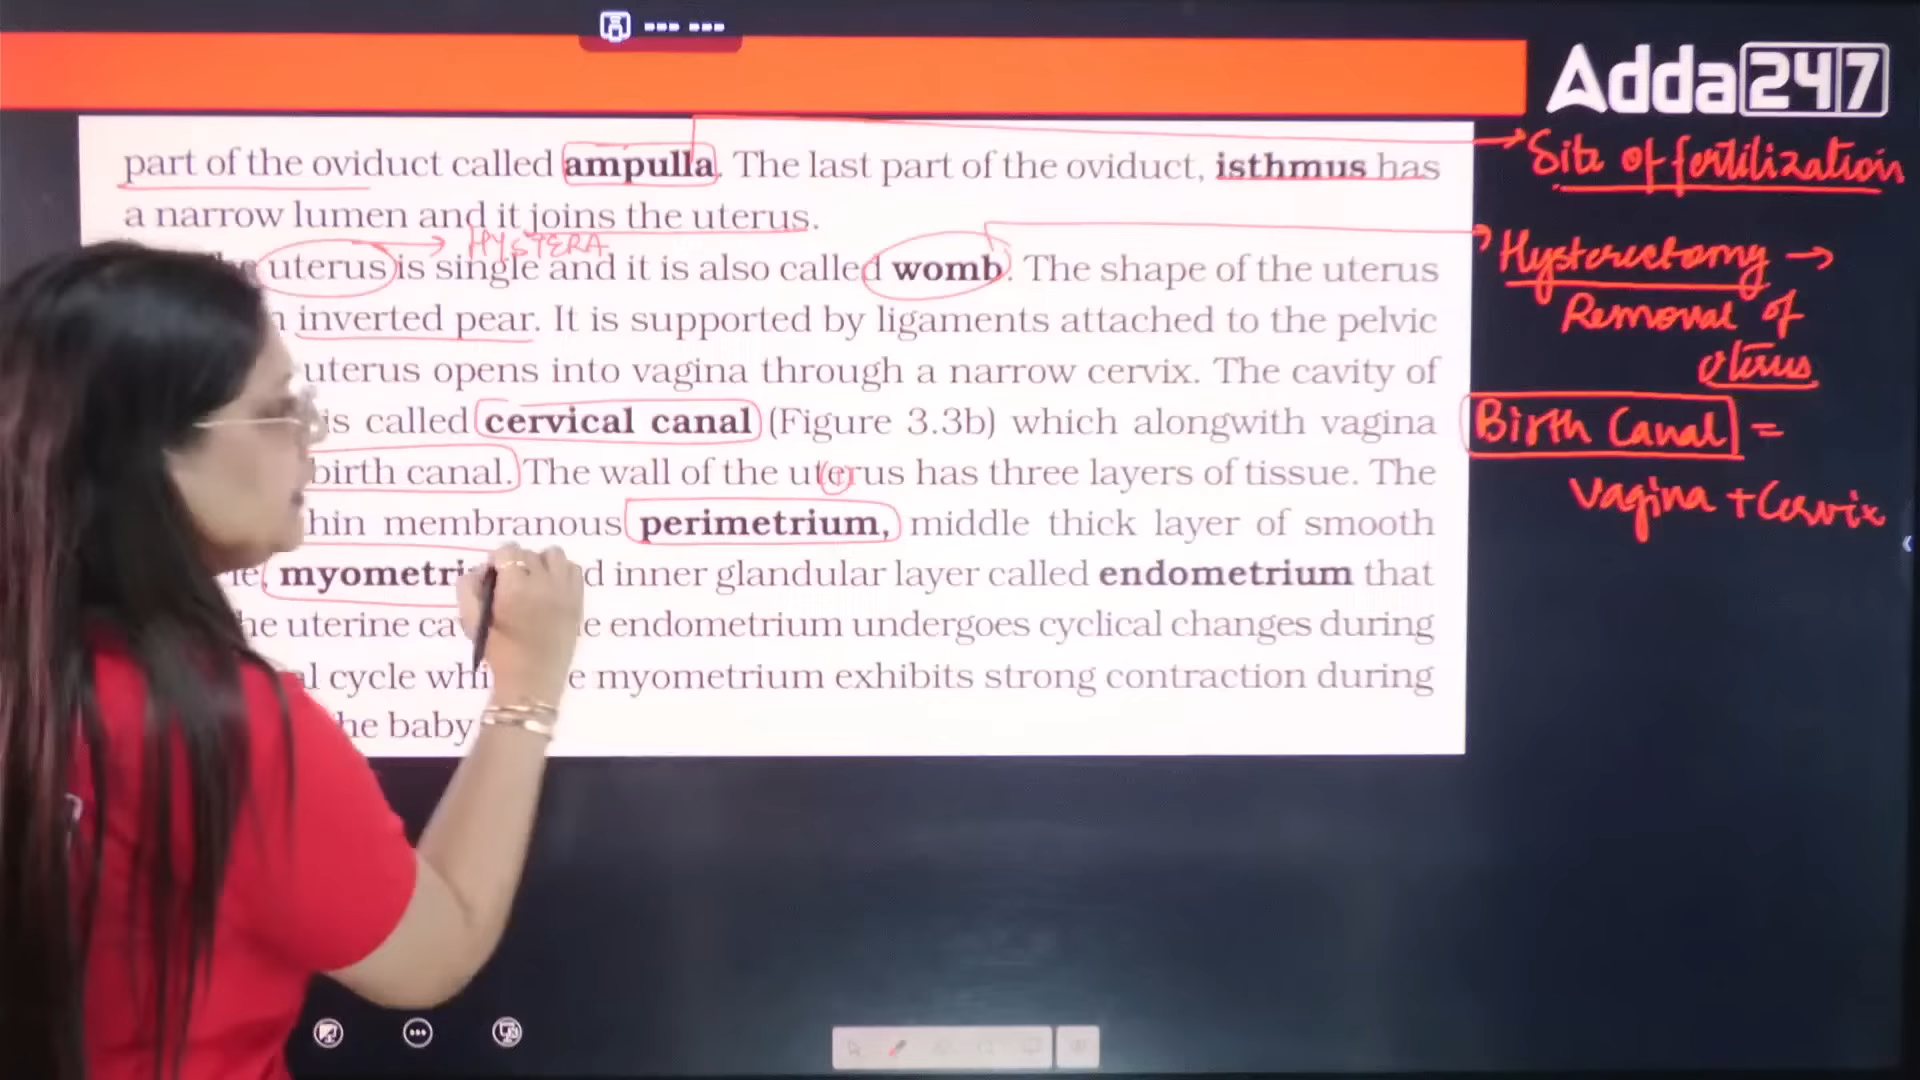 Adda247
part of the oviduct called ampulla. The last part of the oviduct, isthmus has
a narrow lumen and it joins the uterus.
HYSTERA
uterus is single and it is also called womb. The shape of the uterus
inverted pear. It is supported by ligaments attached to the pelvic
uterus opens into vagina through a narrow cervix. The cavity of
is called cervical canal (Figure 3.3b) which alongwith vagina
birth canal. The wall of the uterus has three layers of tissue. The
hin membranous perimetrium, middle thick layer of smooth
myometri d inner glandular layer called endometrium that
he uterine ca e endometrium undergoes cyclical changes during
l cycle whi e myometrium exhibits strong contraction during
he baby
Site of fertilization
Hysterectomy →
Removal of
Uterus
Birth Canal =
Vagina + Cervix